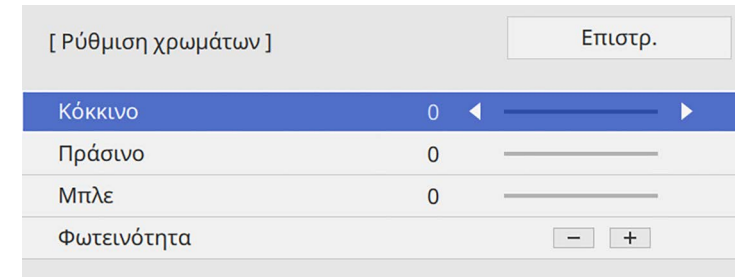 [ Ρύθμιση χρωμάτων ] Επιστρ.
Κόκκινο 0
Πράσινο 0
Μπλε 0
Φωτεινότητα − +